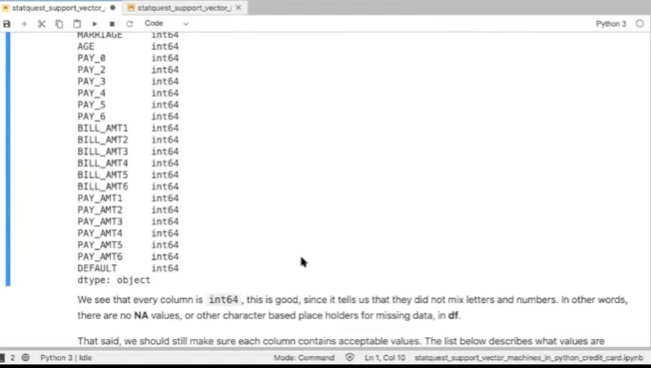 statquest_support_vector_
statquest_support_vector_
Code
Python 3
MARRIAGE int64
AGE int64
PAY_0 int64
PAY_2 int64
PAY_3 int64
PAY_4 int64
PAY_5 int64
PAY_6 int64
BILL_AMT1 int64
BILL_AMT2 int64
BILL_AMT3 int64
BILL_AMT4 int64
BILL_AMT5 int64
BILL_AMT6 int64
PAY_AMT1 int64
PAY_AMT2 int64
PAY_AMT3 int64
PAY_AMT4 int64
PAY_AMT5 int64
PAY_AMT6 int64
DEFAULT int64
dtype: object
We see that every column is int64, this is good, since it tells us that they did not mix letters and numbers. In other words,
there are no NA values, or other character based place holders for missing data, in df.
That said, we should still make sure each column contains acceptable values. The list below describes what values are
2 Python 3 | Idle Mode: Command Ln 1, Col 10 statquest_support_vector_machines_in_python_credit_card.ipynb